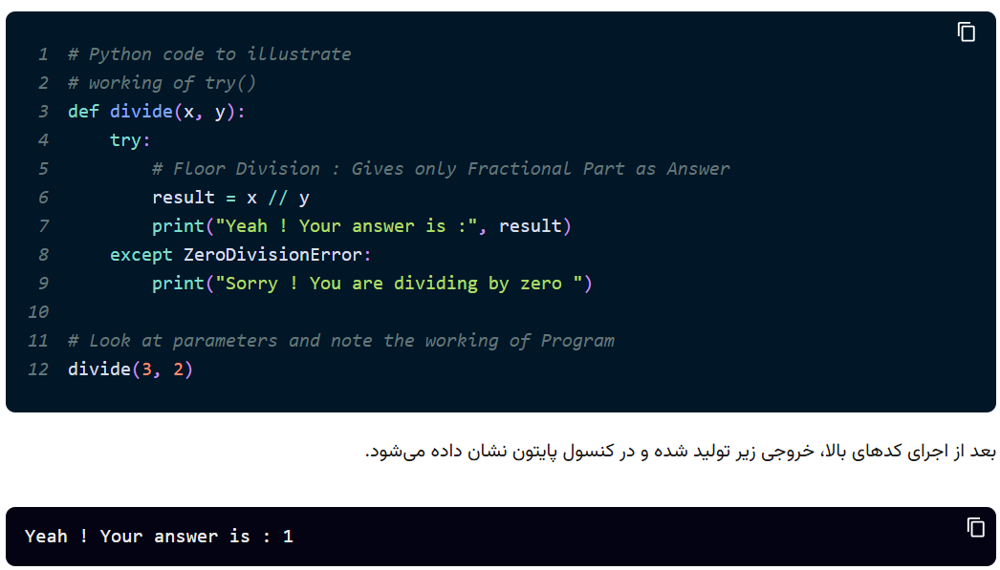 1 # Python code to illustrate
2 # working of try()
3 def divide(x, y):
4     try:
5         # Floor Division : Gives only Fractional Part as Answer
6         result = x // y
7         print("Yeah ! Your answer is :", result)
8     except ZeroDivisionError:
9         print("Sorry ! You are dividing by zero ")
10
11 # Look at parameters and note the working of Program
12 divide(3, 2)
بعد از اجرای کدهای بالا، خروجی زیر تولید شده و در کنسول پایتون نشان داده می‌شود.
Yeah ! Your answer is : 1